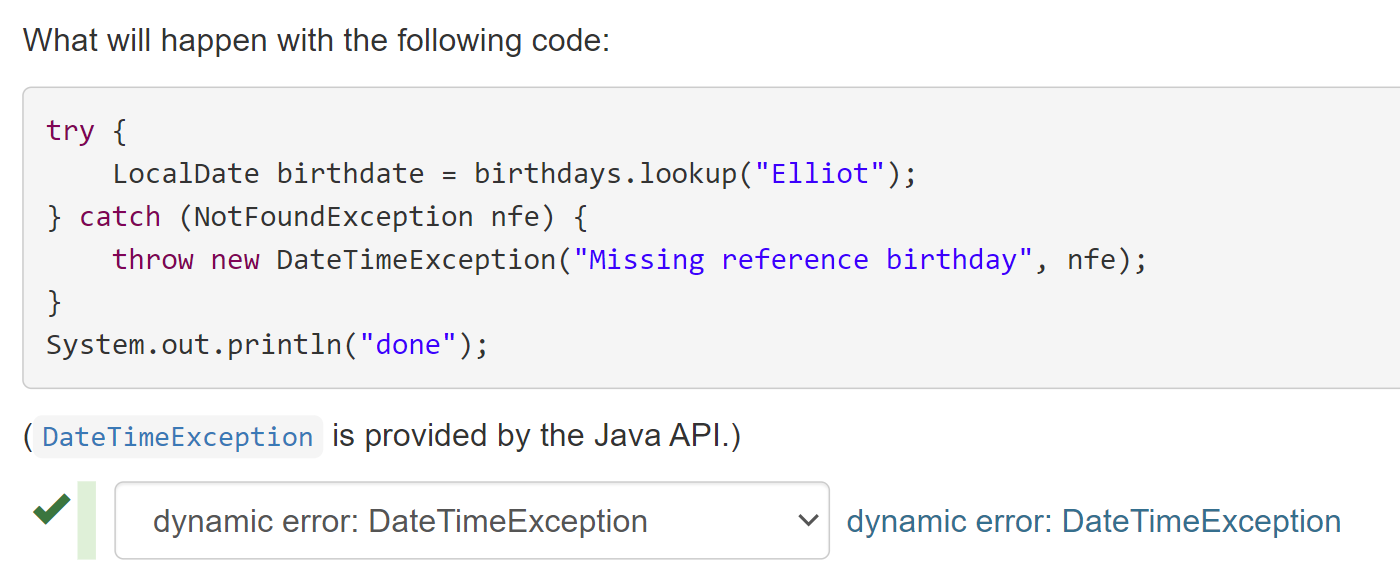 What will happen with the following code:
try {
    LocalDate birthdate = birthdays.lookup("Elliot");
} catch (NotFoundException nfe) {
    throw new DateTimeException("Missing reference birthday", nfe);
}
System.out.println("done");
(DateTimeException is provided by the Java API.)
dynamic error: DateTimeException dynamic error: DateTimeException